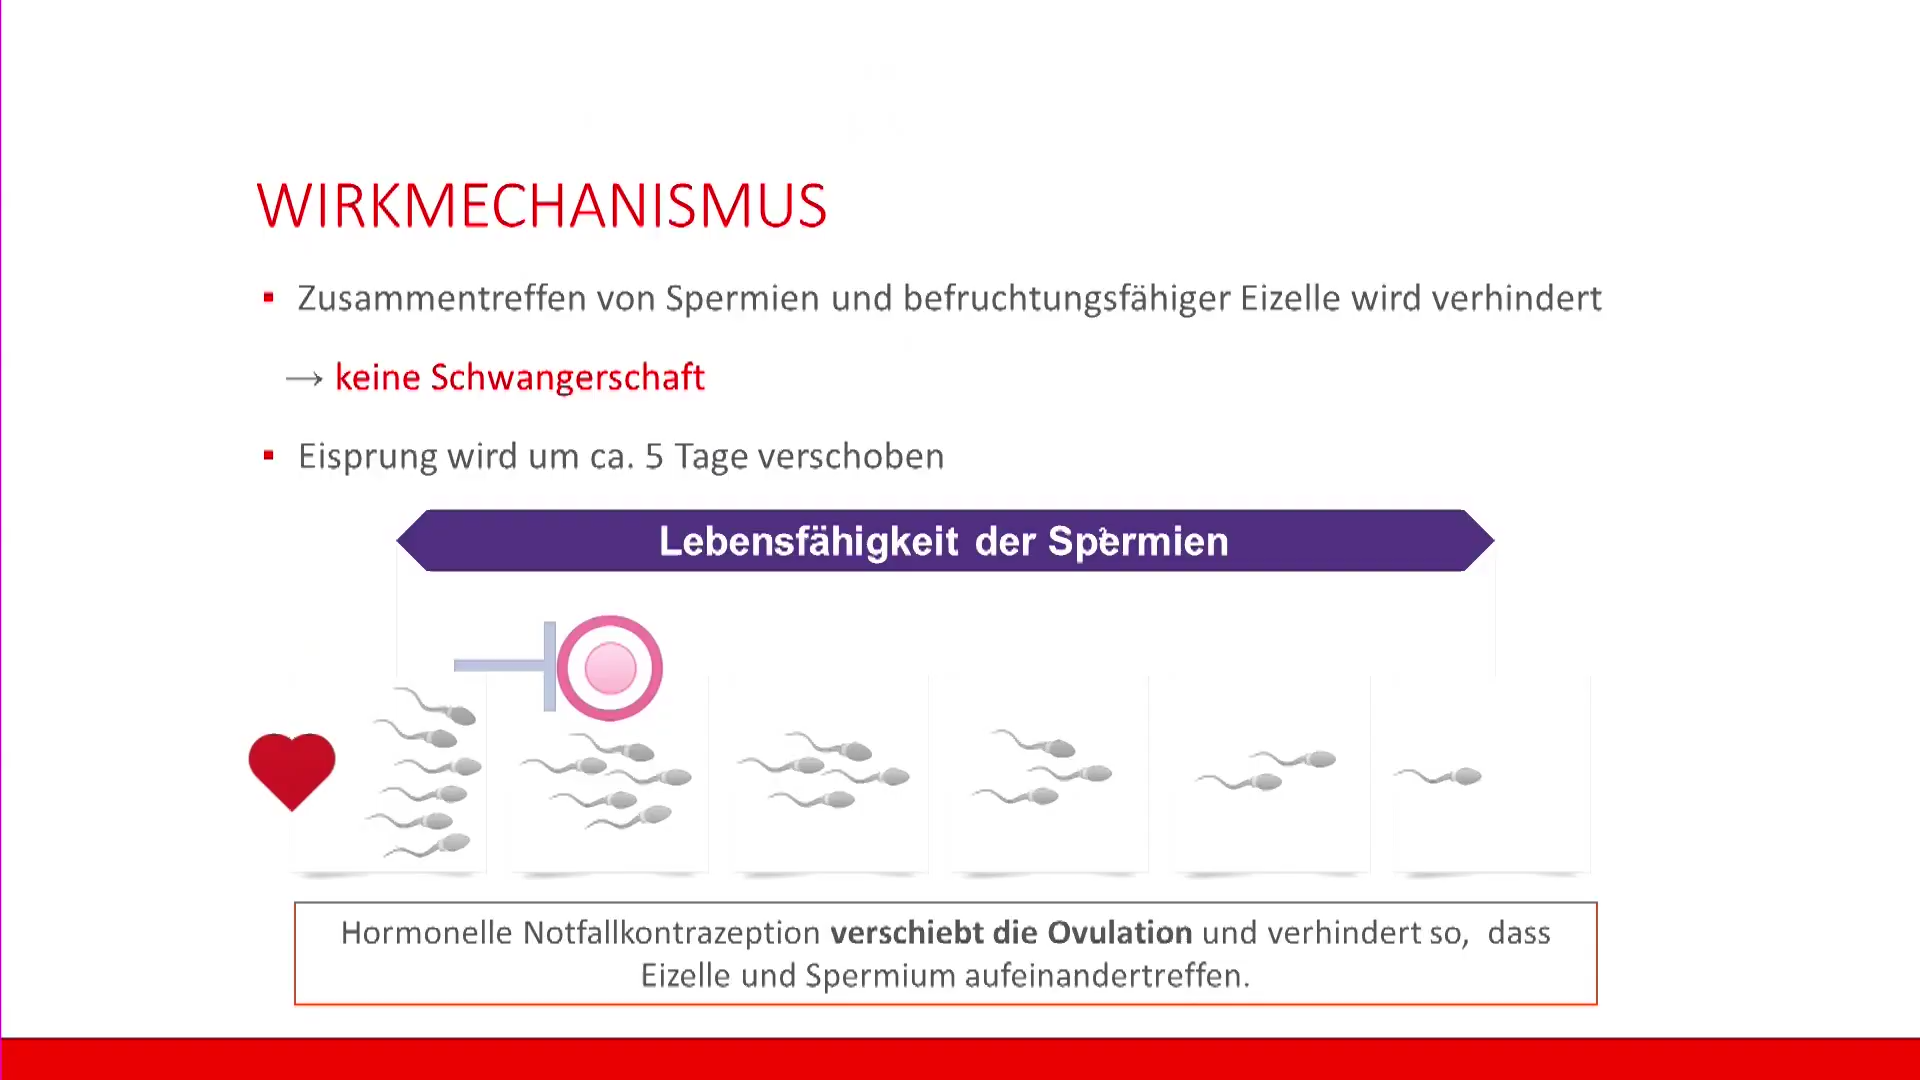 WIRKMECHANISMUS
▪ Zusammentreffen von Spermien und befruchtungsfähiger Eizelle wird verhindert
→ keine Schwangerschaft
▪ Eisprung wird um ca. 5 Tage verschoben
Lebensfähigkeit der Spermien
Hormonelle Notfallkontrazeption verschiebt die Ovulation und verhindert so, dass
Eizelle und Spermium aufeinandertreffen.